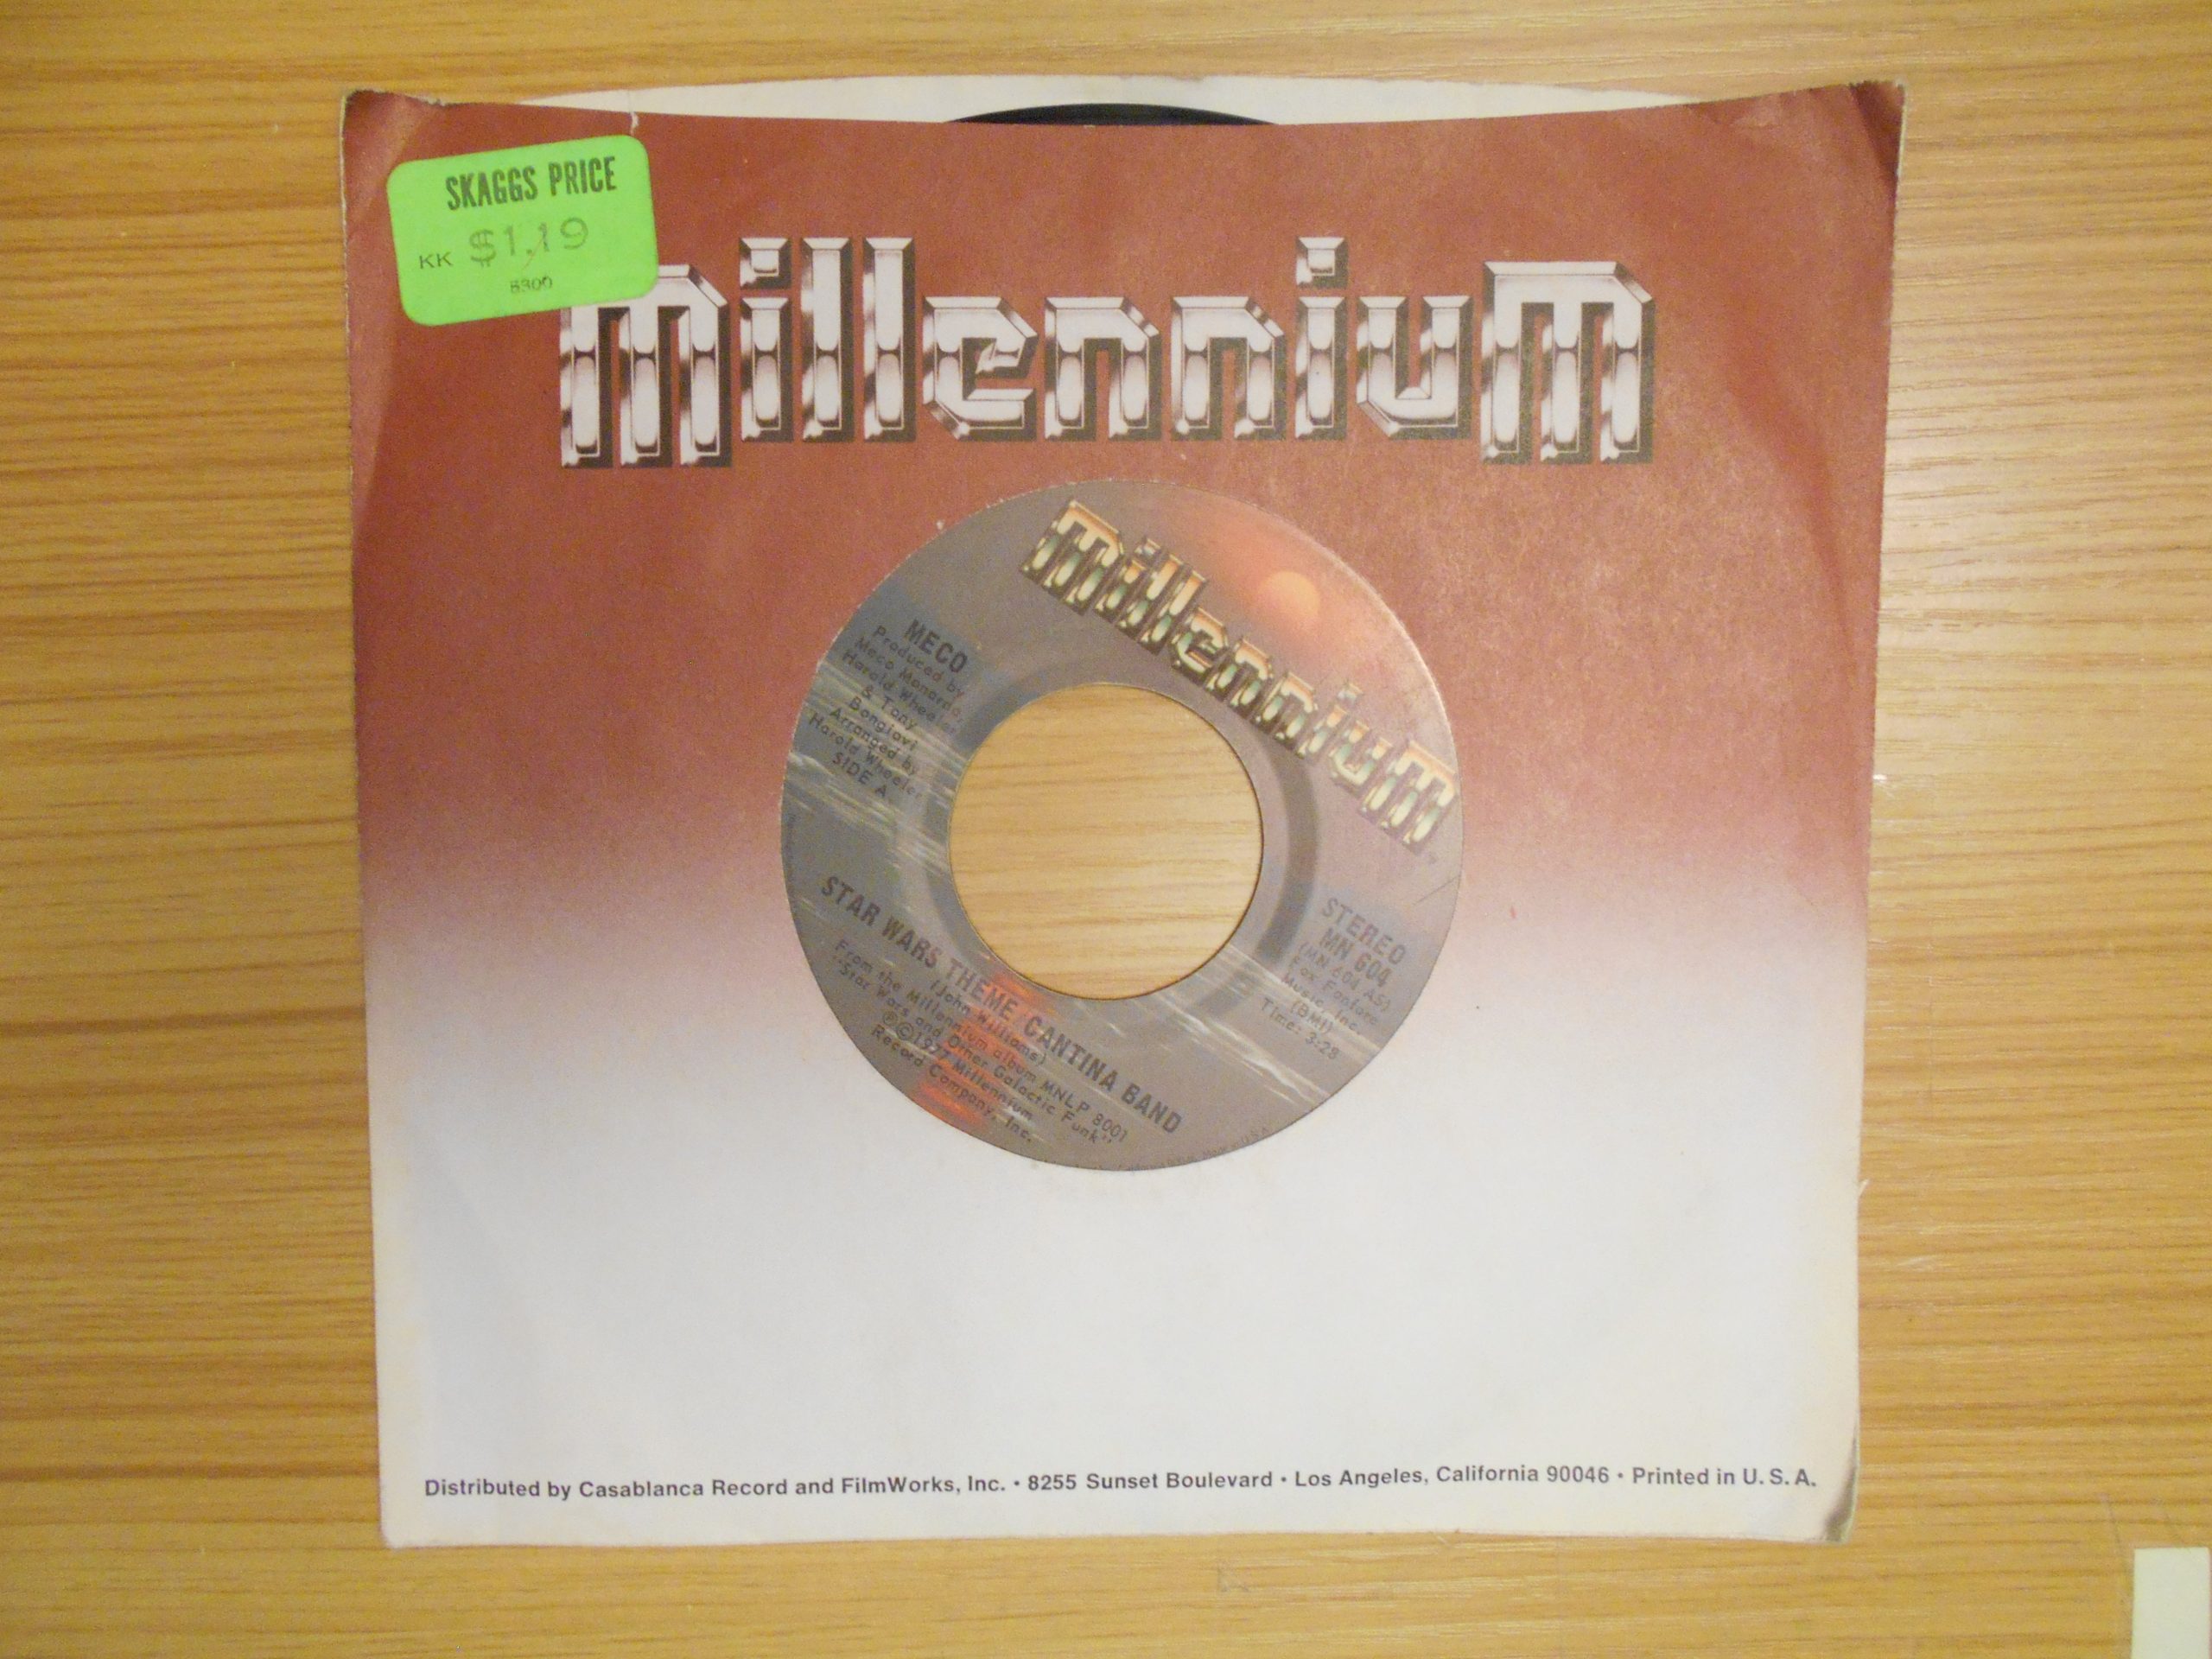 SKAGGS PRICE
KK $1.19
5300
millennium
millennium
MECO
Produced by
Meco Monardo,
Harold Wheeler
& Tony
Bongiovi
Arranged by
Harold Wheeler
SIDE A
STEREO
MN 604
(MN 604 AS)
Fox Fanfare
Music, Inc.
(BMI)
Time: 3:28
STAR WARS THEME/CANTINA BAND
(John Williams)
From the Millennium album MNLP 8001
"Star Wars and Other Galactic Funk"
℗©1977 Millennium
Record Company, Inc.
Distributed by Casablanca Record and FilmWorks, Inc. • 8255 Sunset Boulevard • Los Angeles, California 90046 • Printed in U.S.A.